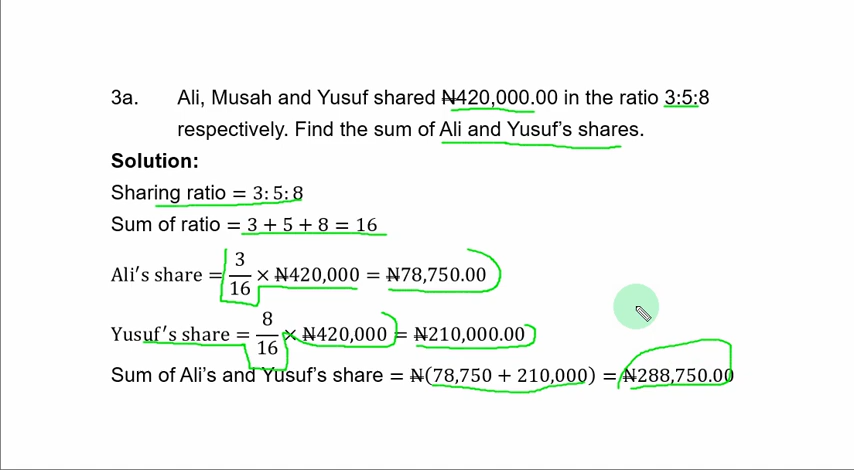 3a. Ali, Musah and Yusuf shared ₦420,000.00 in the ratio 3:5:8
respectively. Find the sum of Ali and Yusuf's shares.
Solution:
Sharing ratio = 3:5:8
Sum of ratio = 3 + 5 + 8 = 16
Ali's share = 3/16 × ₦420,000 = ₦78,750.00
Yusuf's share = 8/16 × ₦420,000 = ₦210,000.00
Sum of Ali's and Yusuf's share = ₦(78,750 + 210,000) = ₦288,750.00